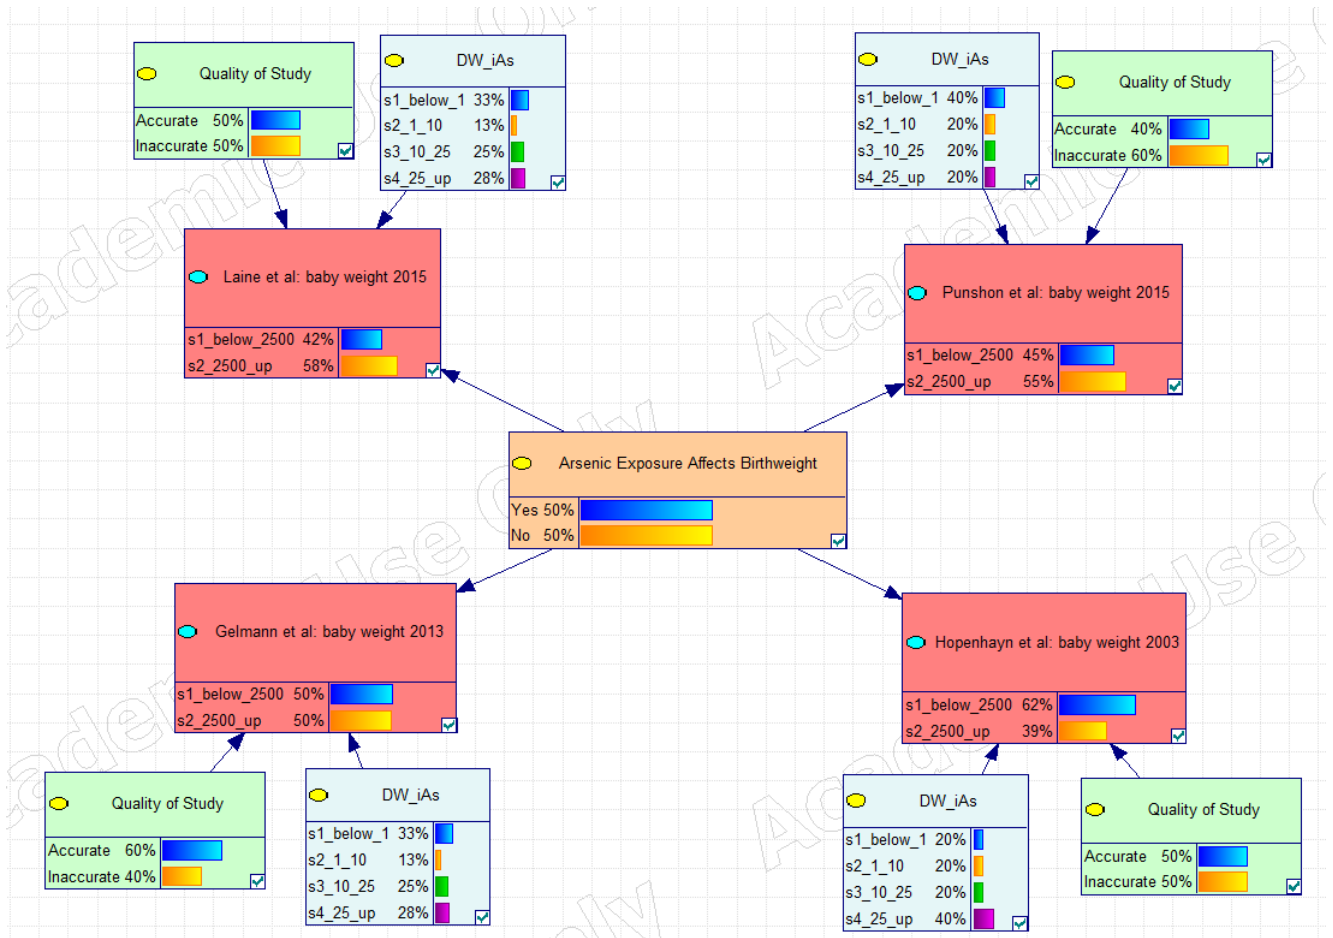 Quality of Study
Accurate 50%
Inaccurate 50%
DW_iAs
s1_below_1 33%
s2_1_10 13%
s3_10_25 25%
s4_25_up 28%
DW_iAs
s1_below_1 40%
s2_1_10 20%
s3_10_25 20%
s4_25_up 20%
Quality of Study
Accurate 40%
Inaccurate 60%
Laine et al: baby weight 2015
s1_below_2500 42%
s2_2500_up 58%
Punshon et al: baby weight 2015
s1_below_2500 45%
s2_2500_up 55%
Arsenic Exposure Affects Birthweight
Yes 50%
No 50%
Gelmann et al: baby weight 2013
s1_below_2500 50%
s2_2500_up 50%
Hopenhayn et al: baby weight 2003
s1_below_2500 62%
s2_2500_up 39%
Quality of Study
Accurate 60%
Inaccurate 40%
DW_iAs
s1_below_1 33%
s2_1_10 13%
s3_10_25 25%
s4_25_up 28%
DW_iAs
s1_below_1 20%
s2_1_10 20%
s3_10_25 20%
s4_25_up 40%
Quality of Study
Accurate 50%
Inaccurate 50%